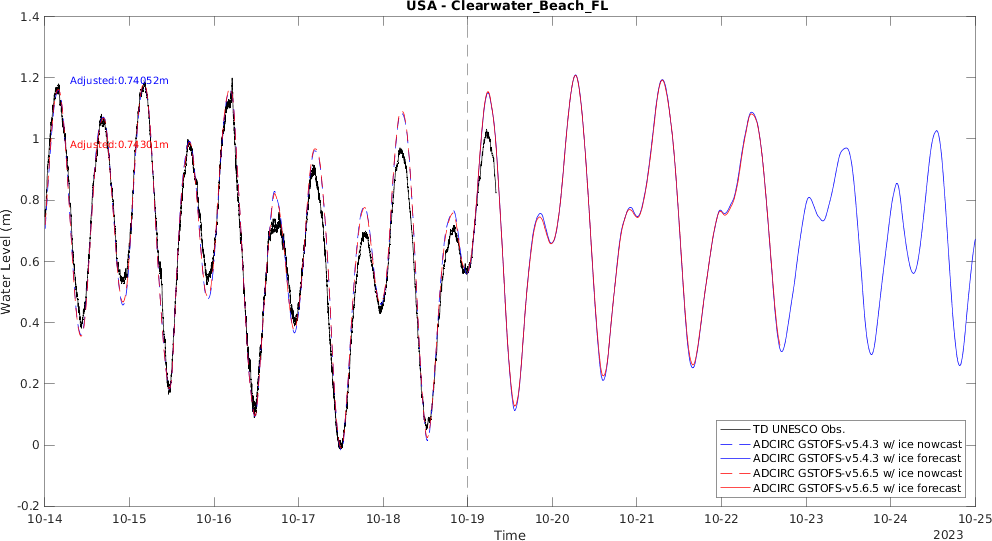 USA - Clearwater_Beach_FL
1.4
1.2
1
0.8
0.6
0.4
0.2
0
-0.2
Water Level (m)
Adjusted:0.74052m
Adjusted:0.74301m
TD UNESCO Obs.
ADCIRC GSTOFS-v5.4.3 w/ ice nowcast
ADCIRC GSTOFS-v5.4.3 w/ ice forecast
ADCIRC GSTOFS-v5.6.5 w/ ice nowcast
ADCIRC GSTOFS-v5.6.5 w/ ice forecast
10-14 10-15 10-16 10-17 10-18 10-19 10-20 10-21 10-22 10-23 10-24 10-25
Time
2023